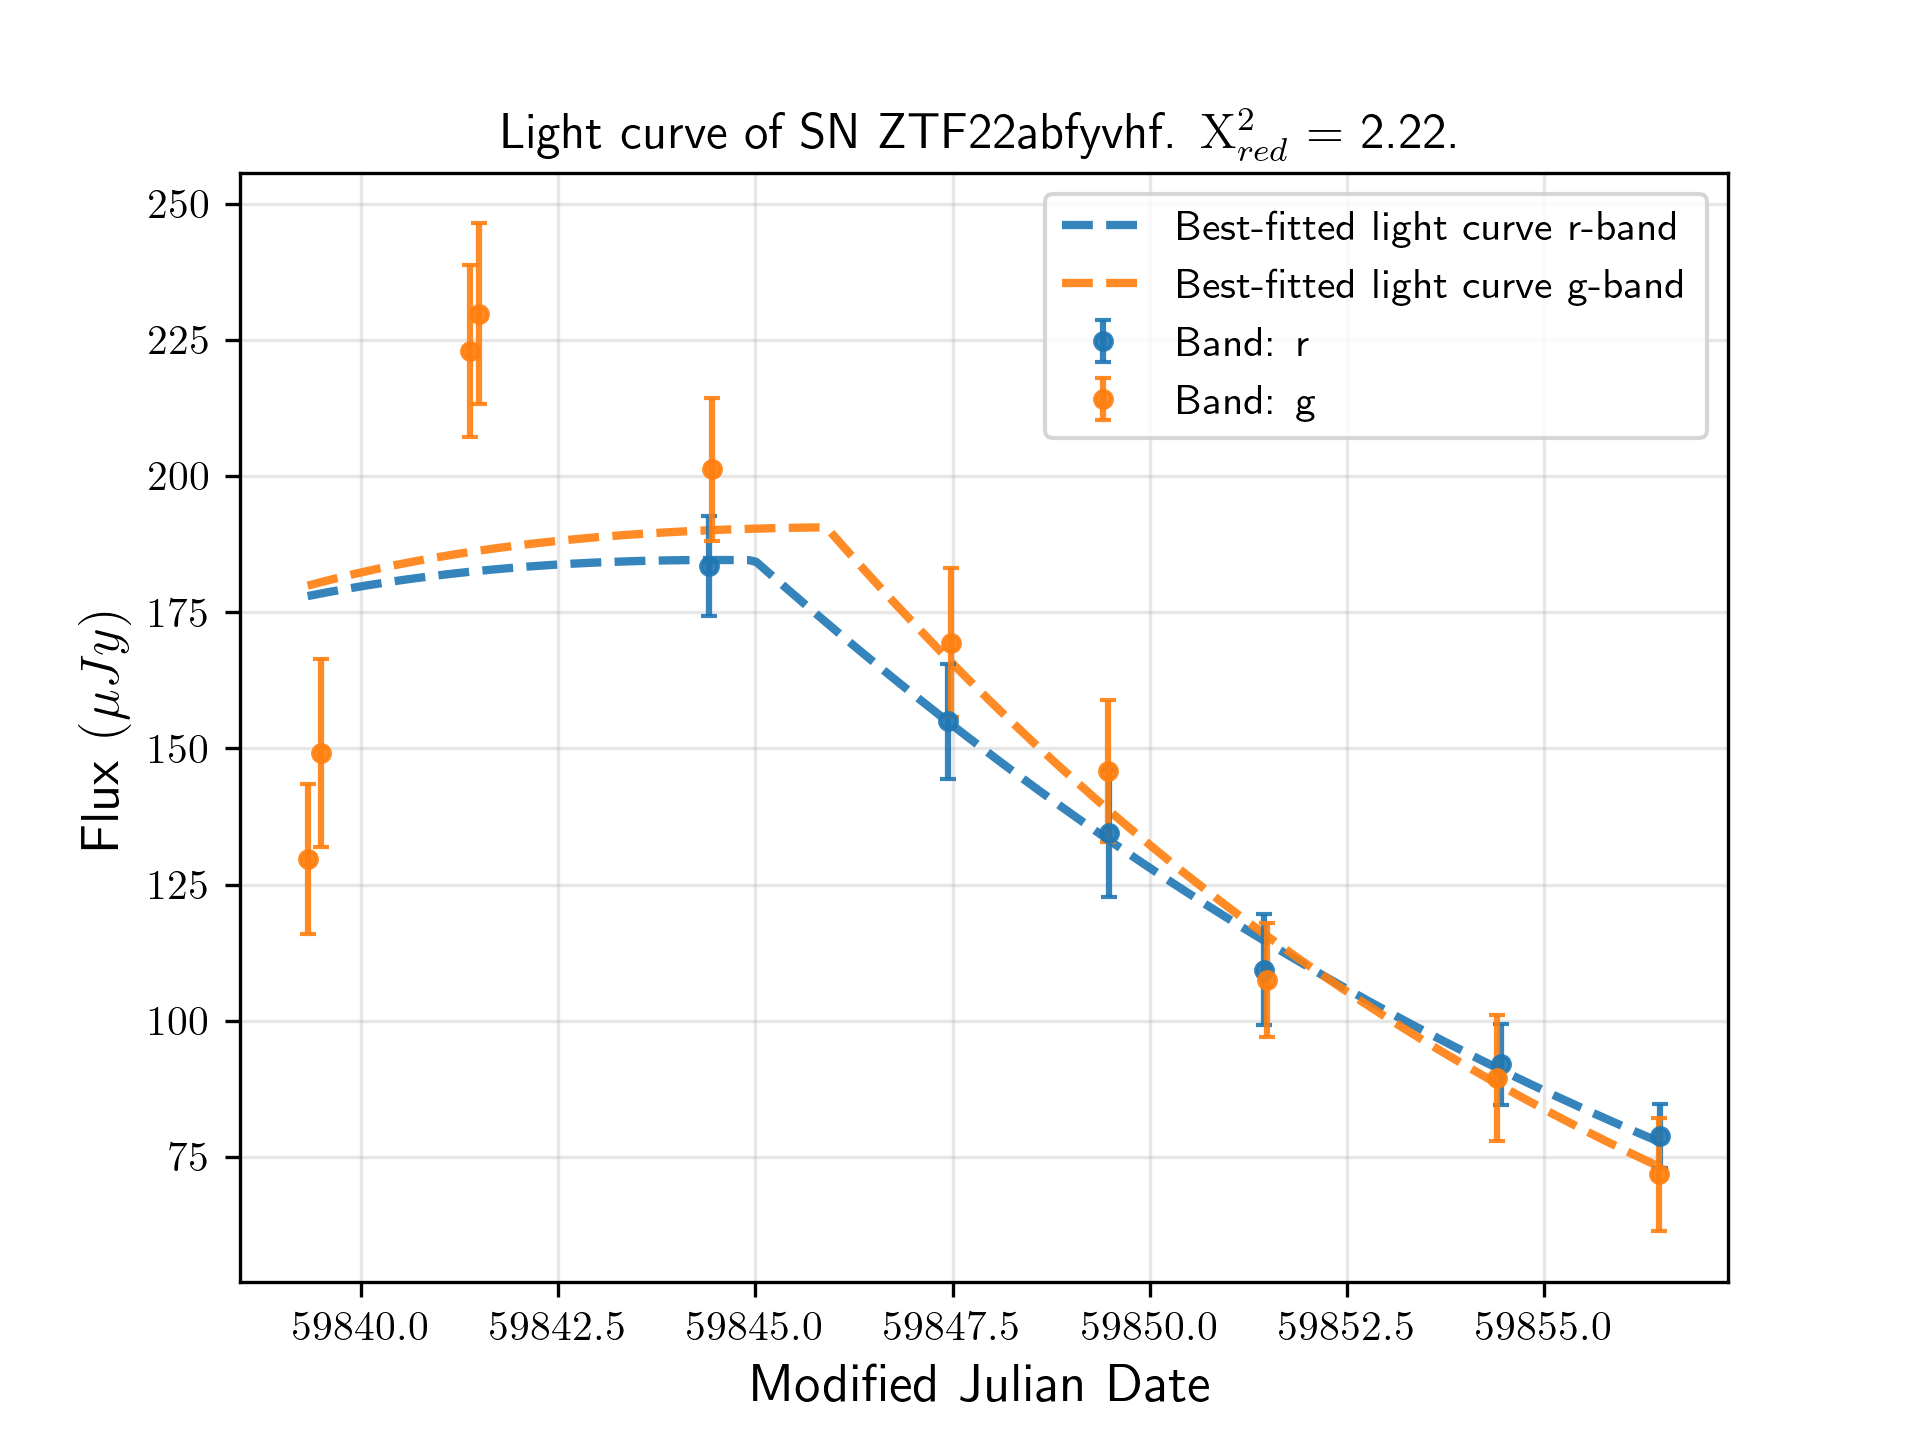 Light curve of SN ZTF22abfyvhf. X²red = 2.22.
250
225
200
175
150
125
100
75
Flux (μJy)
Best-fitted light curve r-band
Best-fitted light curve g-band
Band: r
Band: g
59840.0 59842.5 59845.0 59847.5 59850.0 59852.5 59855.0
Modified Julian Date